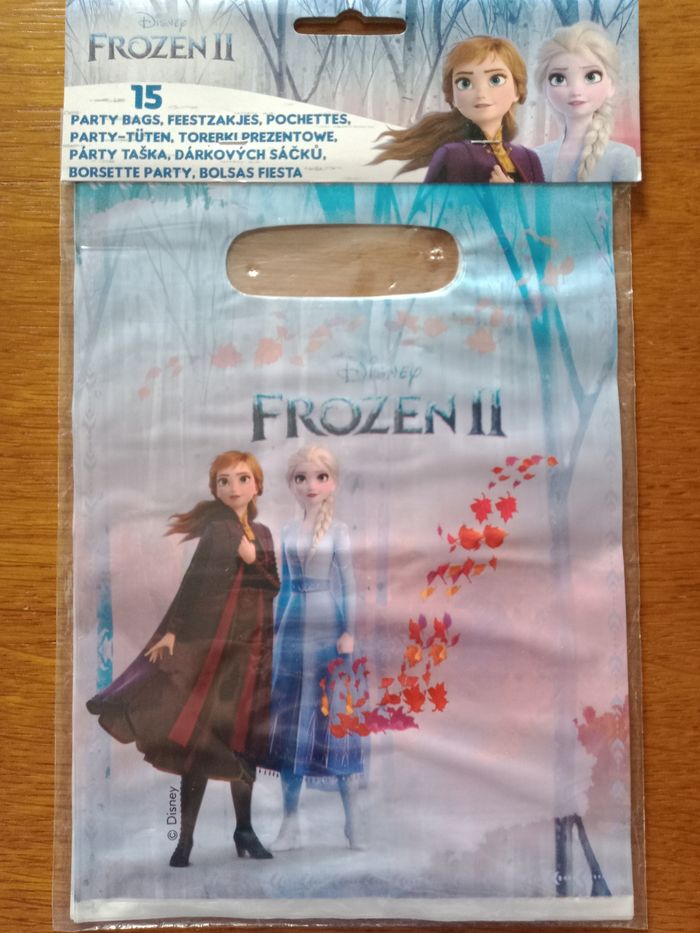 Disney
FROZEN II
15
PARTY BAGS, FEESTZAKJES, POCHETTES,
PARTY-TÜTEN, TOREBKI PREZENTOWE,
PÁRTY TAŠKA, DÁRKOVÝCH SÁČKŮ,
BORSETTE PARTY, BOLSAS FIESTA
Disney
FROZEN II
© Disney